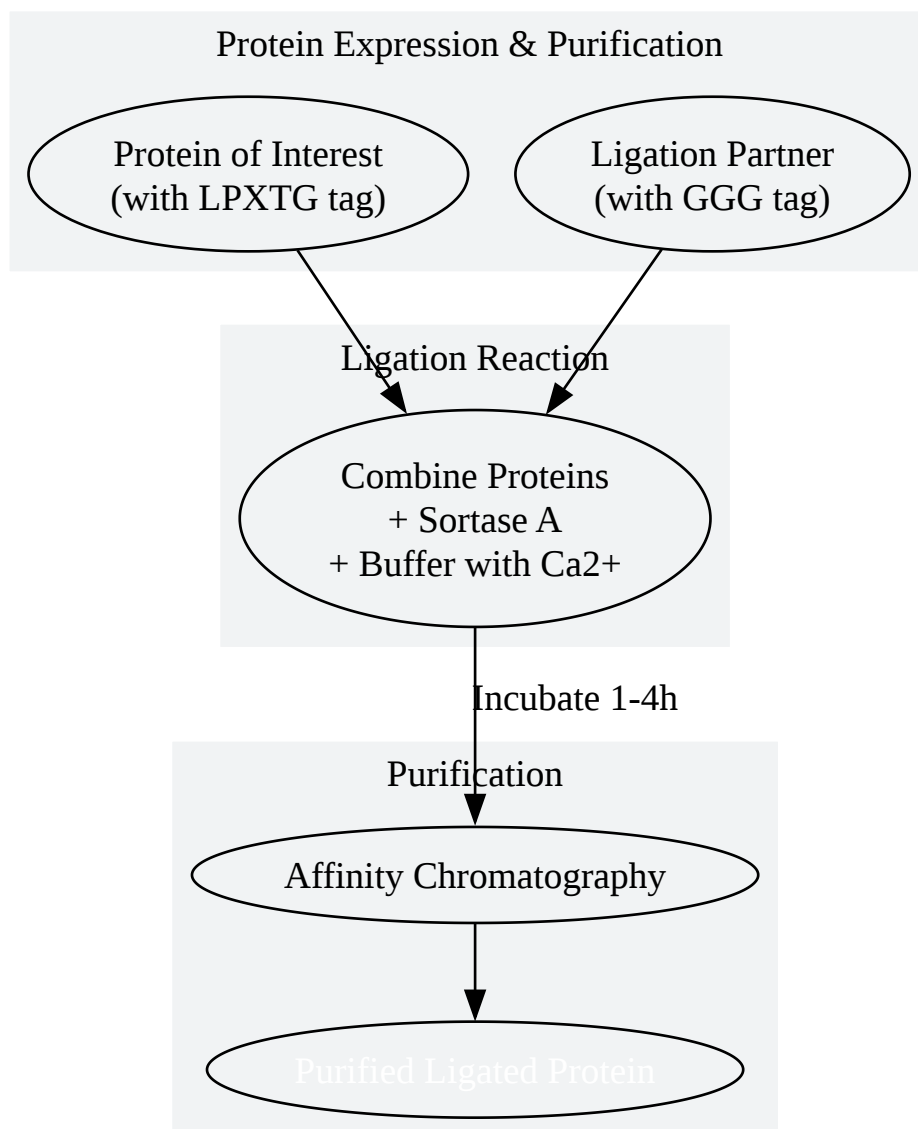 Protein Expression & Purification
Protein of Interest
(with LPXTG tag)
Ligation Partner
(with GGG tag)
Ligation Reaction
Combine Proteins
+ Sortase A
+ Buffer with Ca2+
Incubate 1-4h
Purification
Affinity Chromatography
Purified Ligated Protein